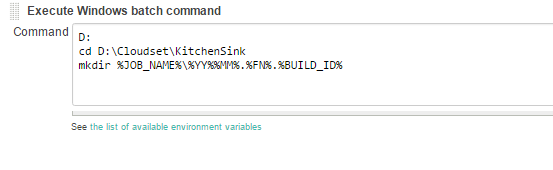 Execute Windows batch command
Command
D:
cd D:\Cloudset\KitchenSink
mkdir %JOB_NAME%\%YY%%MM%.%FN%.%BUILD_ID%
See the list of available environment variables